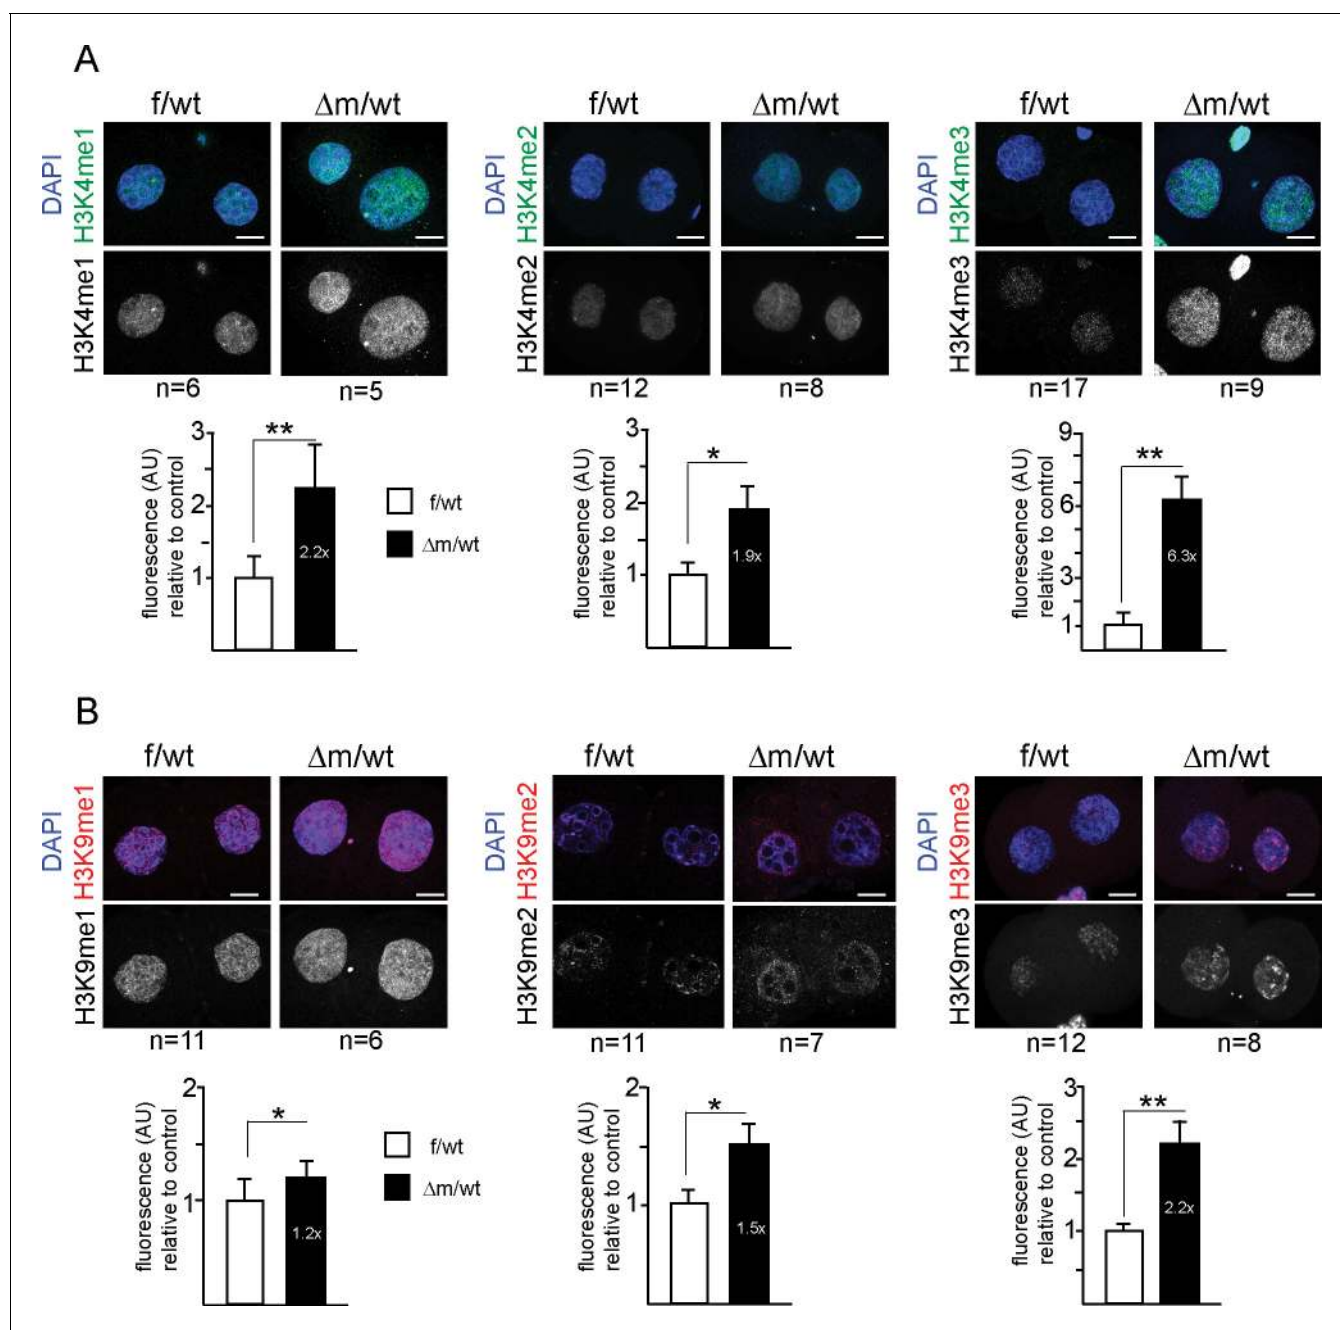 A
f/wt
Δm/wt
f/wt
Δm/wt
f/wt
Δm/wt
DAPI
H3K4me1
DAPI
H3K4me2
DAPI
H3K4me3
H3K4me1
H3K4me2
H3K4me3
n=6
n=5
n=12
n=8
n=17
n=9
fluorescence (AU)
relative to control
3
2
1
**
2.2x
f/wt
Δm/wt
fluorescence (AU)
relative to control
3
2
1
*
1.9x
fluorescence (AU)
relative to control
9
6
3
1
**
6.3x
B
f/wt
Δm/wt
f/wt
Δm/wt
f/wt
Δm/wt
DAPI
H3K9me1
DAPI
H3K9me2
DAPI
H3K9me3
H3K9me1
H3K9me2
H3K9me3
n=11
n=6
n=11
n=7
n=12
n=8
fluorescence (AU)
relative to control
2
1
*
1.2x
f/wt
Δm/wt
fluorescence (AU)
relative to control
2
1
*
1.5x
fluorescence (AU)
relative to control
3
2
1
**
2.2x